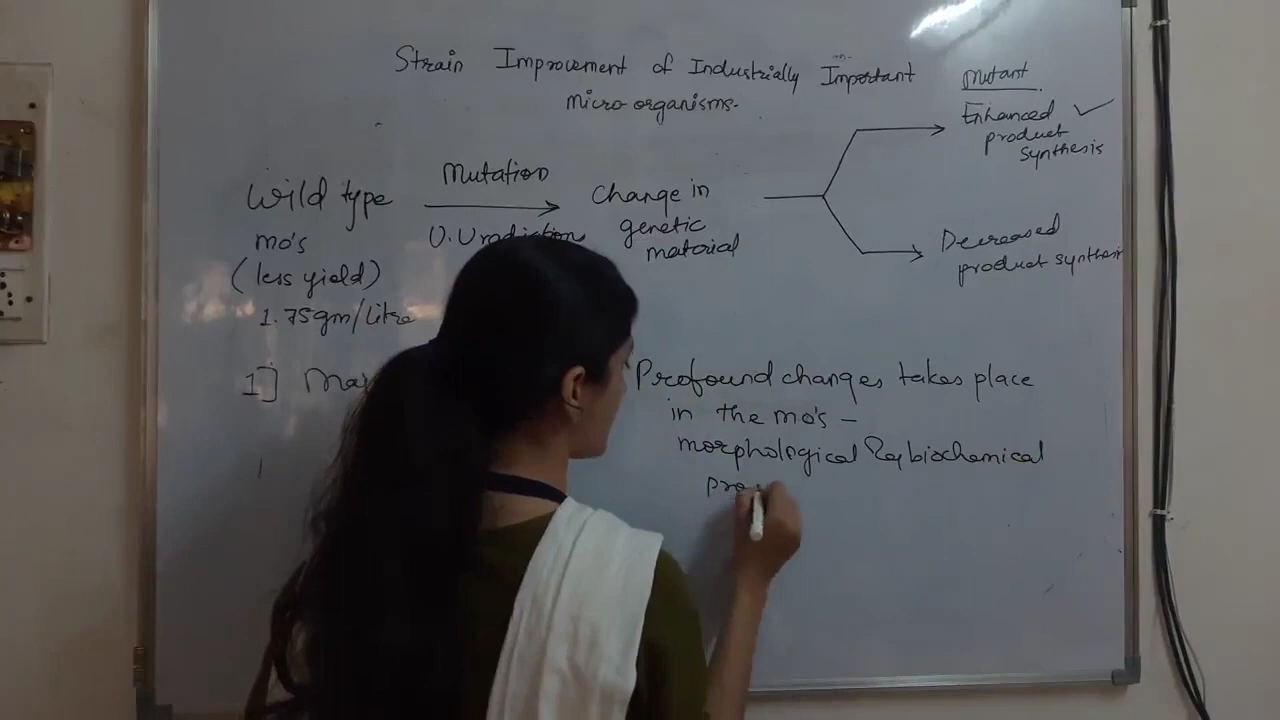 Strain Improvement of Industrially Important
micro organisms.
Mutant
Enhanced ✓
product
synthesis
Wild type
mo's
(less yield)
1.75gm/litre
Mutation
U.V radiation
Change in
genetic
material
Decreased
product synthesis
1] Maj
Profound changes takes place
in the mo's –
morphological & biochemical
pro